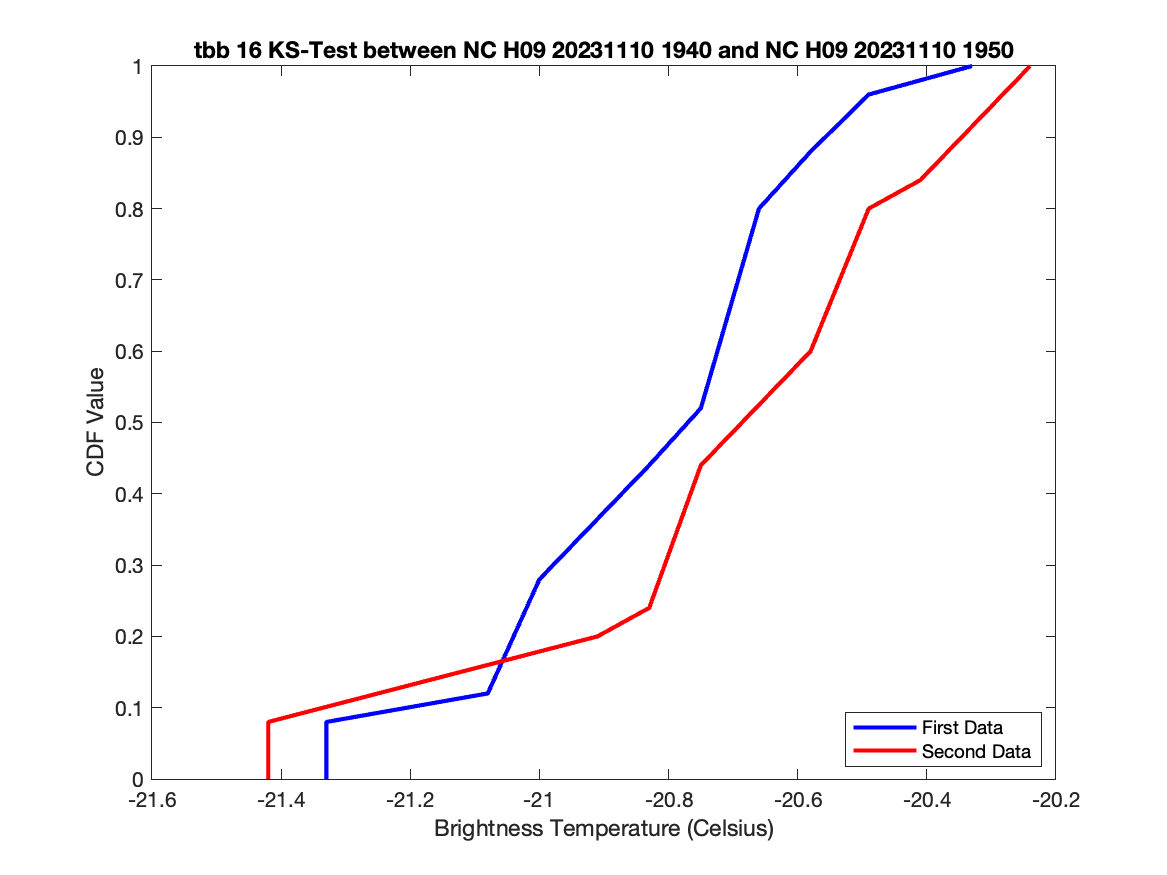 tbb 16 KS-Test between NC H09 20231110 1940 and NC H09 20231110 1950
1
0.9
0.8
0.7
0.6
0.5
0.4
0.3
0.2
0.1
0
CDF Value
First Data
Second Data
-21.6 -21.4 -21.2 -21 -20.8 -20.6 -20.4 -20.2
Brightness Temperature (Celsius)